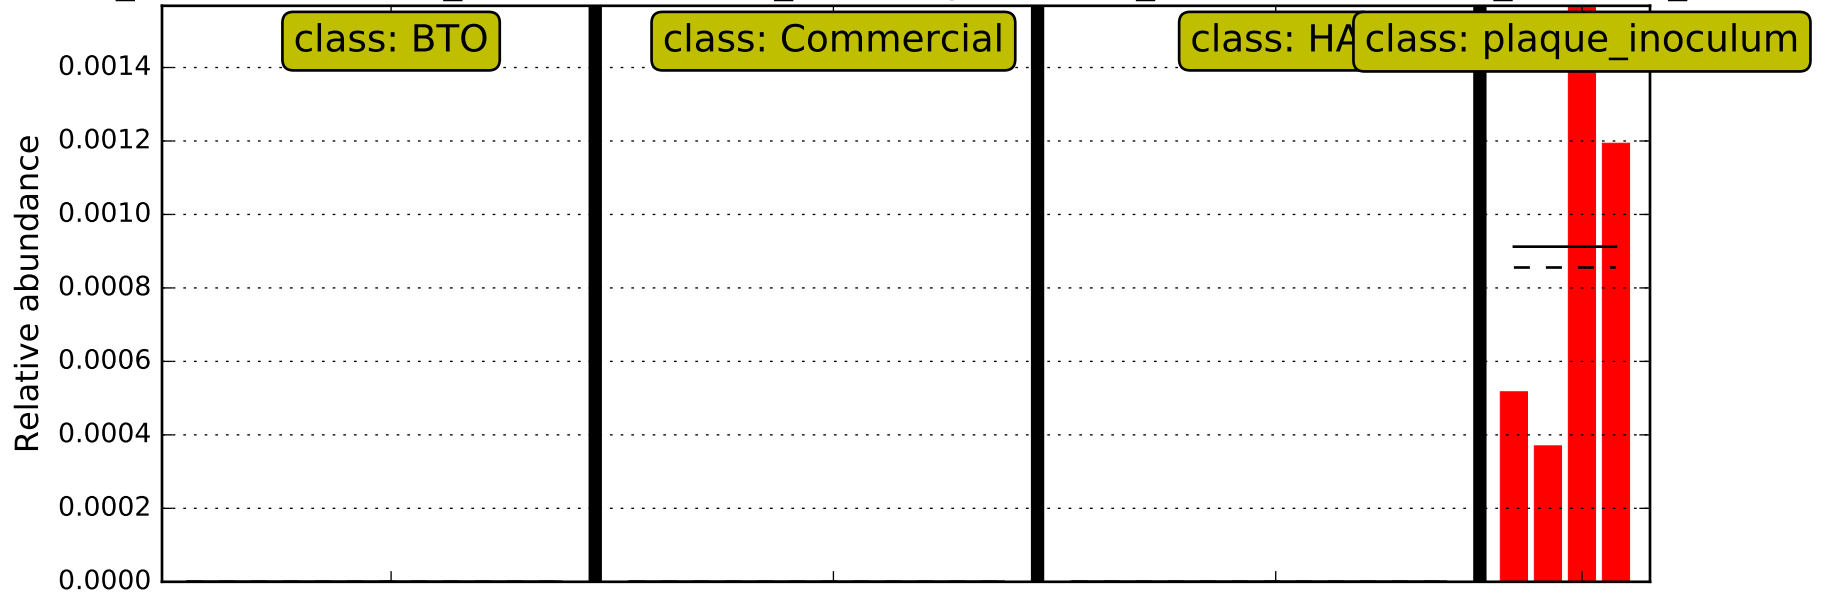 class: BTO
class: Commercial
class: HA
class: plaque_inoculum
0.0014
0.0012
0.0010
0.0008
0.0006
0.0004
0.0002
0.0000
Relative abundance